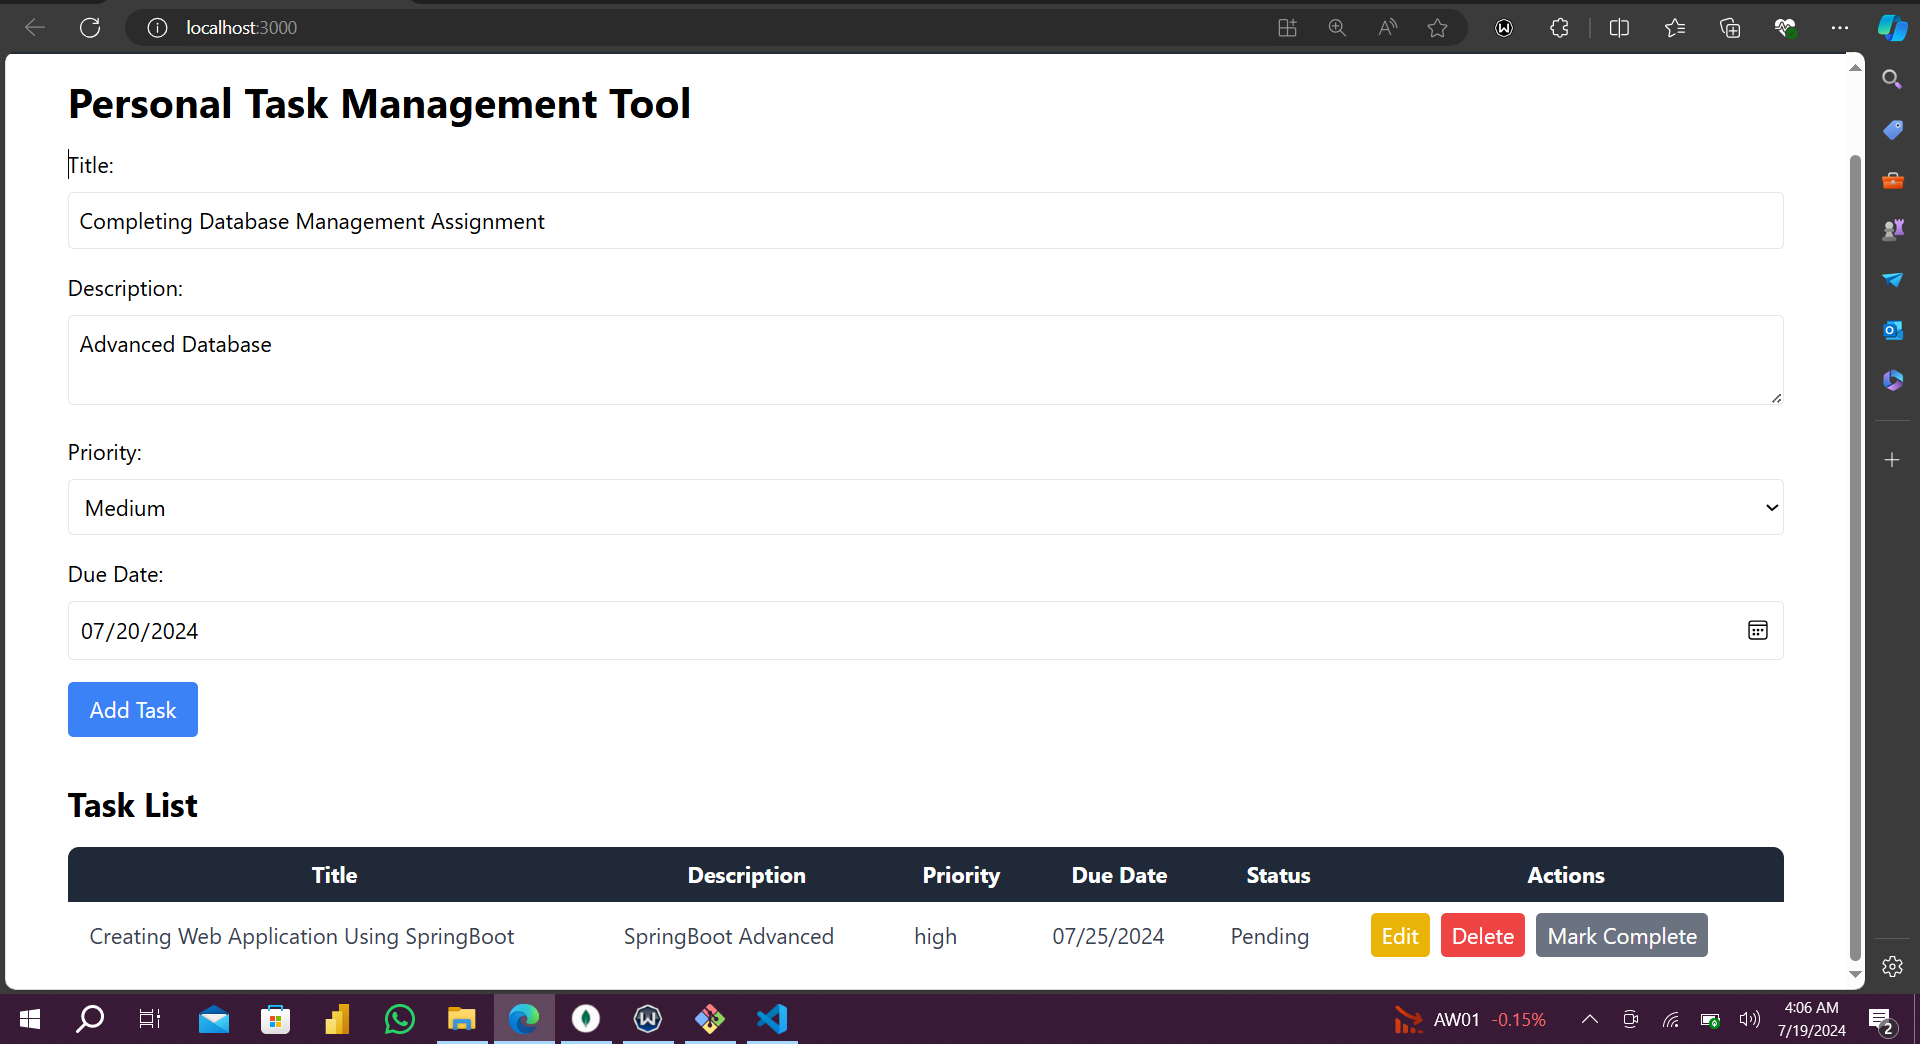 localhost:3000
Personal Task Management Tool
Title:
Completing Database Management Assignment
Description:
Advanced Database
Priority:
Medium
Due Date:
07/20/2024
Add Task
Task List
Title Description Priority Due Date Status Actions
Creating Web Application Using SpringBoot SpringBoot Advanced high 07/25/2024 Pending Edit Delete Mark Complete
AW01 -0.15%
4:06 AM
7/19/2024
2